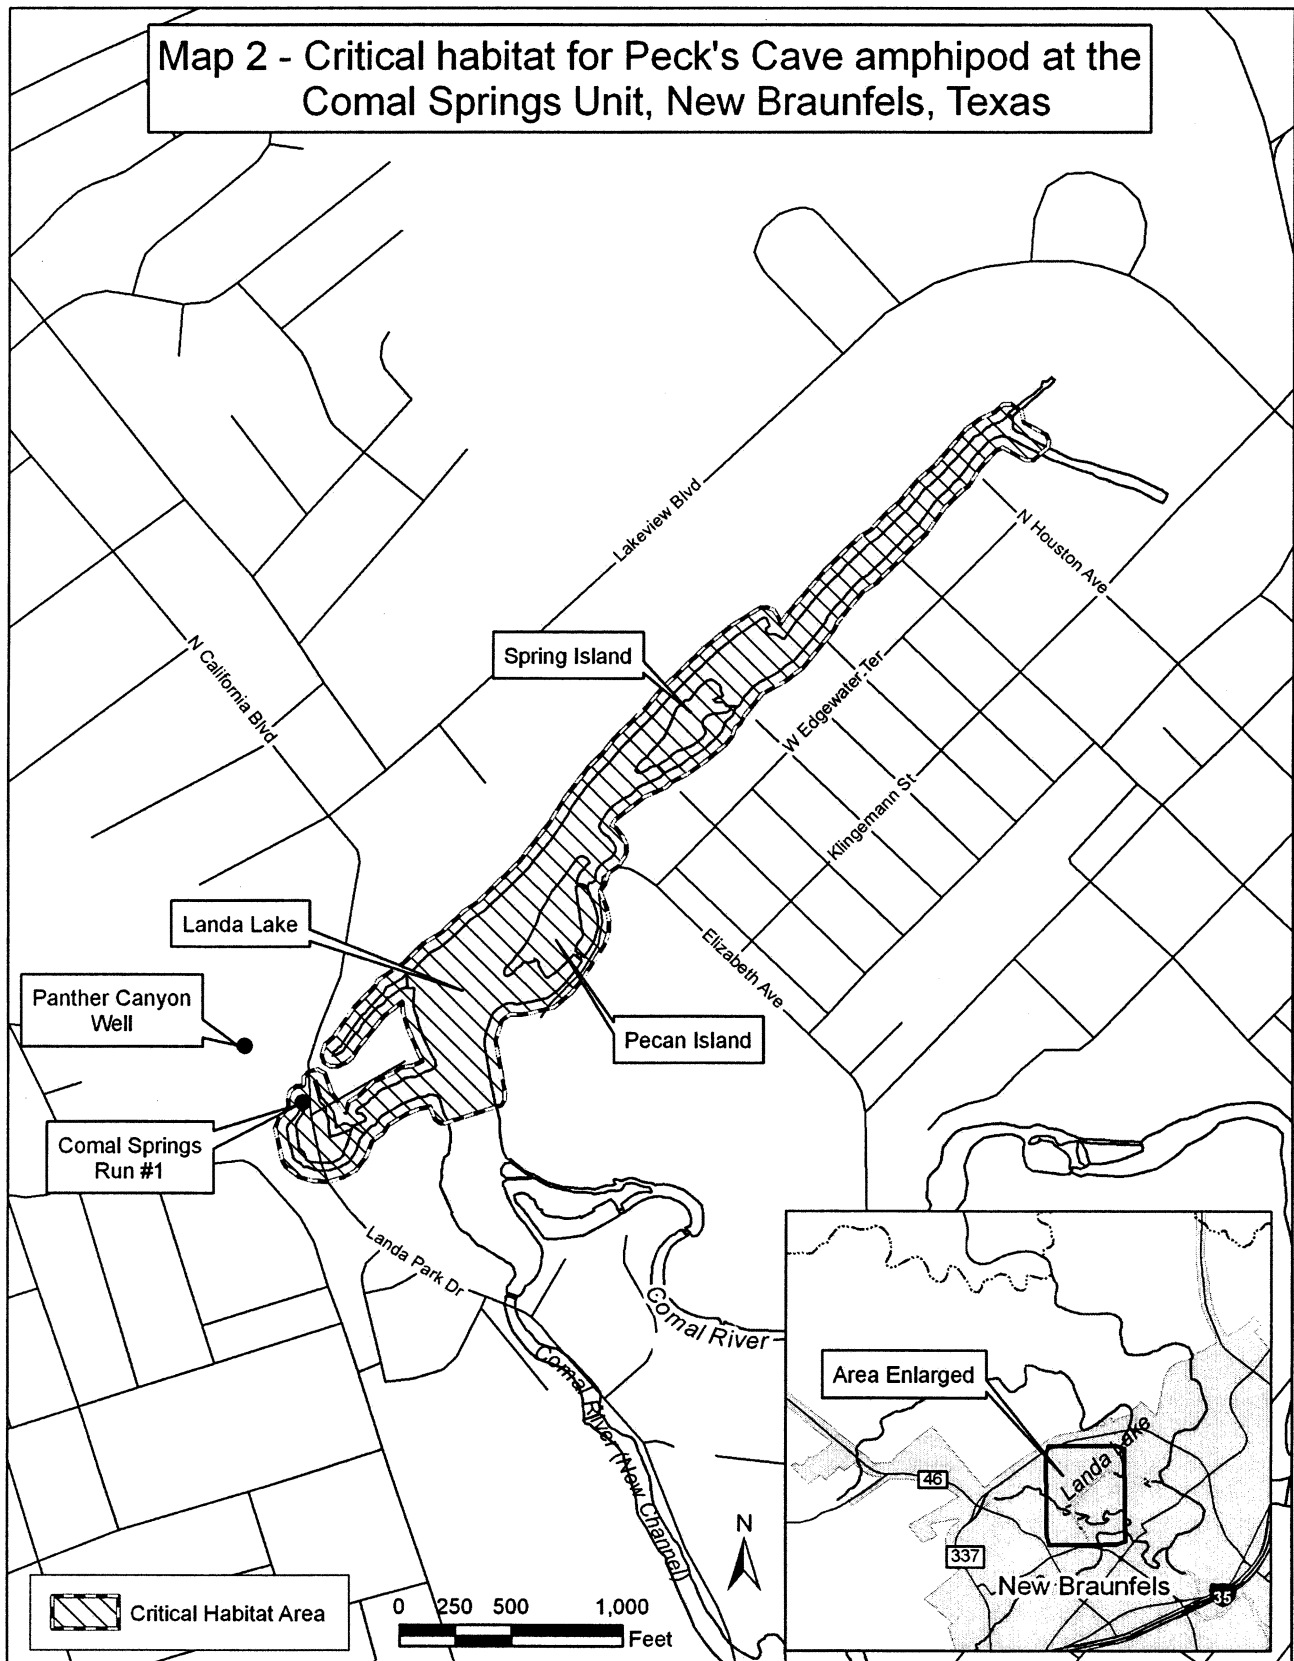 Map 2 - Critical habitat for Peck's Cave amphipod at the
Comal Springs Unit, New Braunfels, Texas
Lakeview Blvd
N Houston Ave
N California Blvd
Spring Island
W Edgewater Ter
Klingemann St
Landa Lake
Elizabeth Ave
Panther Canyon
Well
Pecan Island
Comal Springs
Run #1
Landa Park Dr
Comal River
Comal River (New Channel)
Area Enlarged
Landa Lake
46
337
New Braunfels
35
N
Critical Habitat Area
0 250 500 1,000
Feet